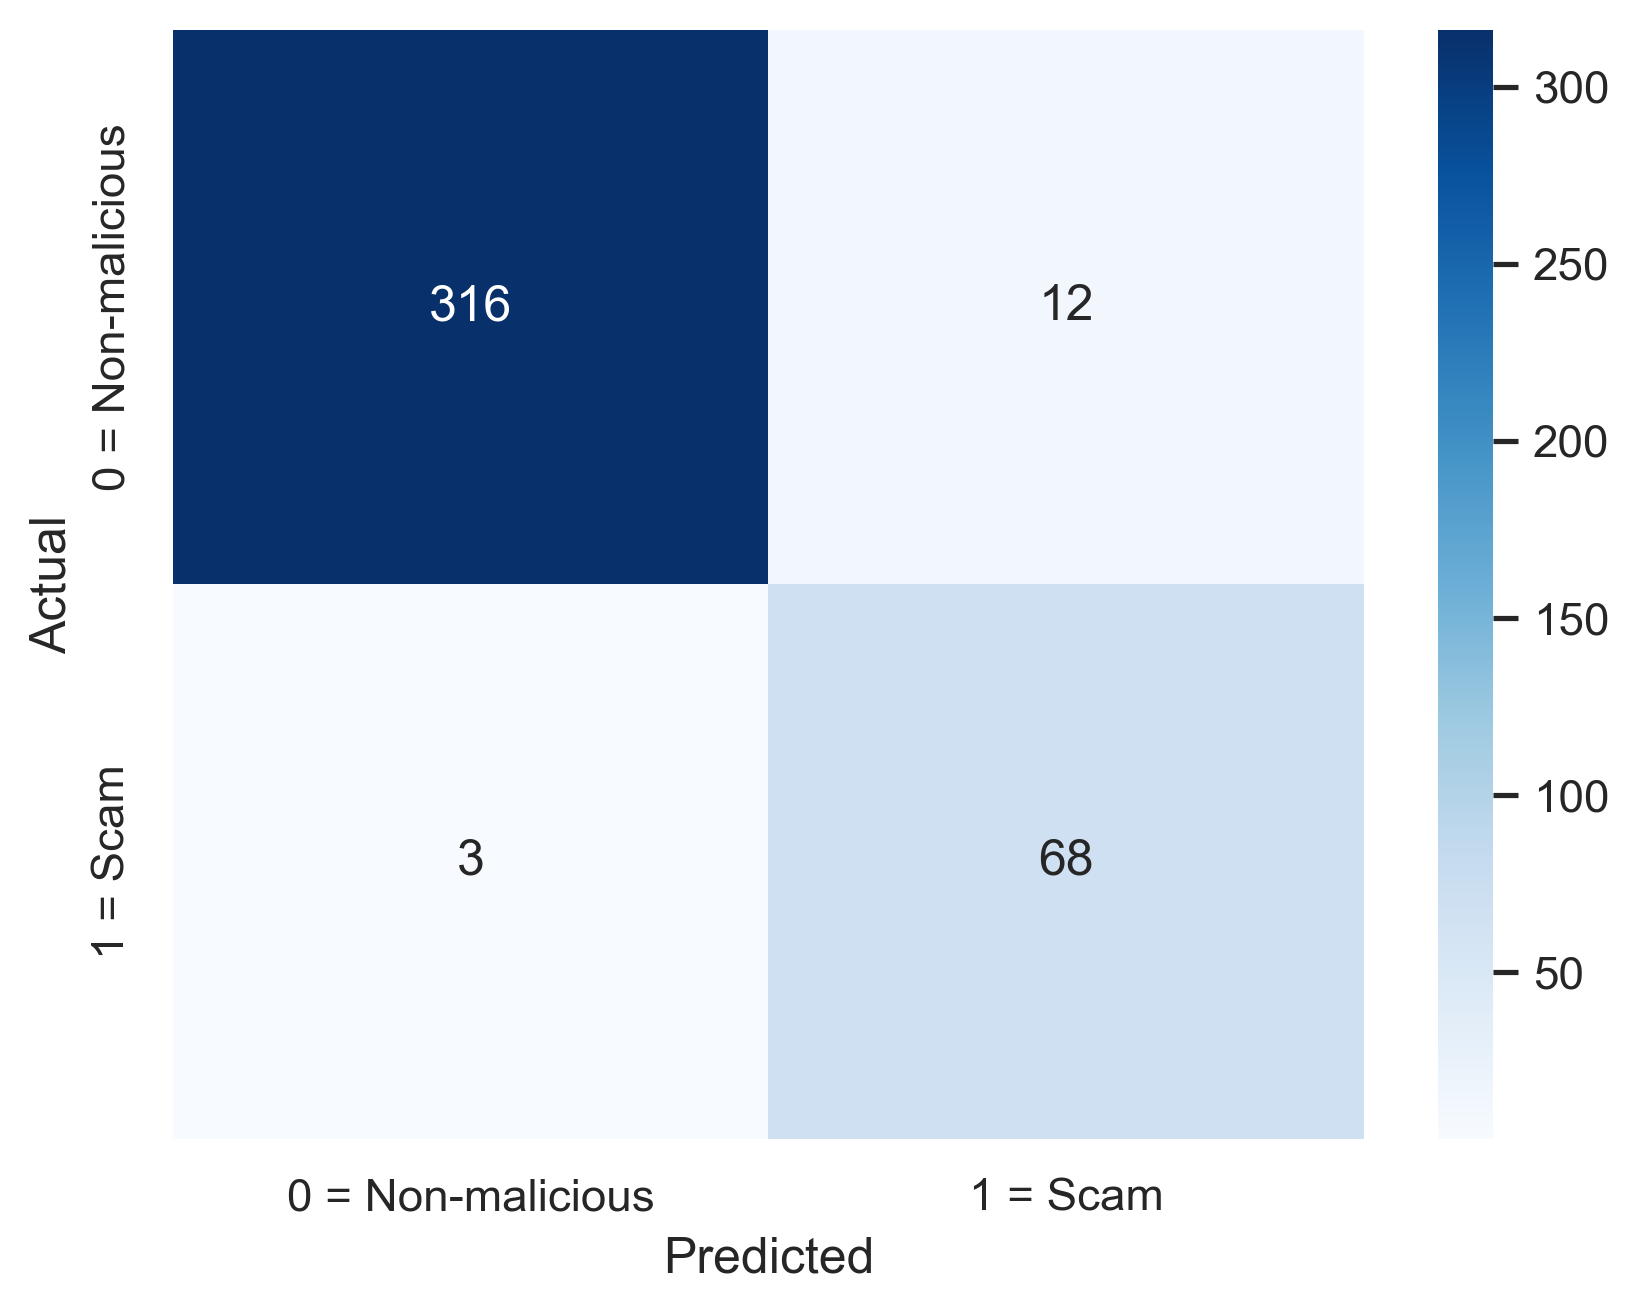 Actual
0 = Non-malicious
1 = Scam
316
12
3
68
0 = Non-malicious
1 = Scam
Predicted
300
250
200
150
100
50